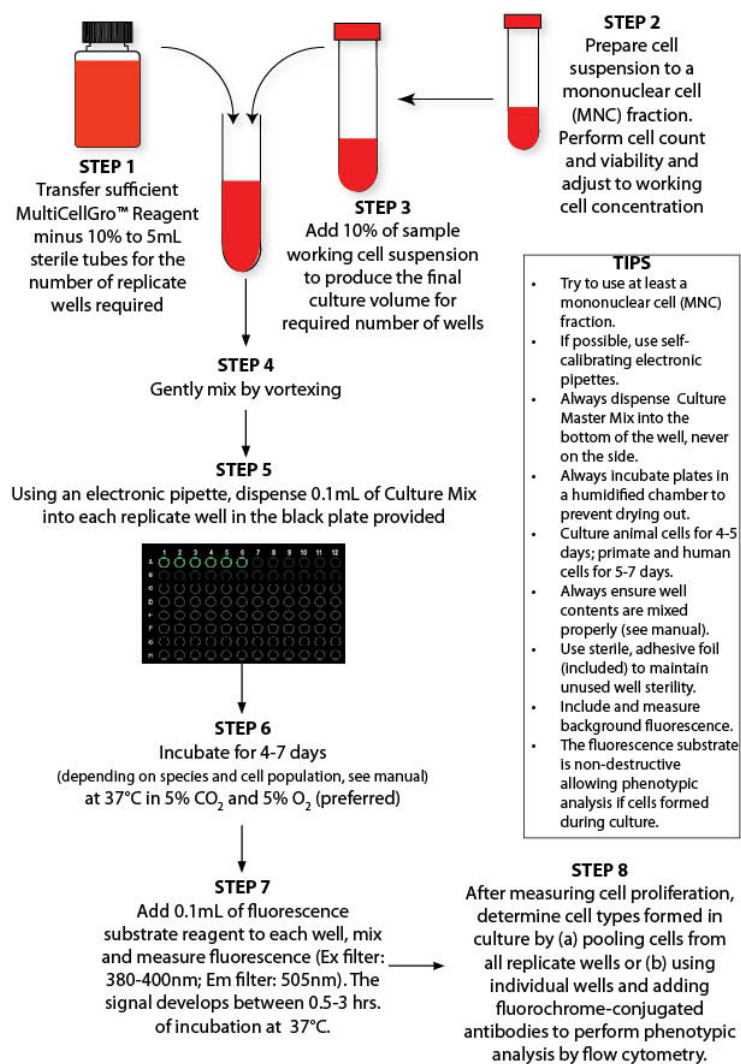 STEP 1
Transfer sufficient
MultiCellGro™ Reagent
minus 10% to 5mL
sterile tubes for the
number of replicate
wells required
STEP 2
Prepare cell
suspension to a
mononuclear cell
(MNC) fraction.
Perform cell count
and viability and
adjust to working
cell concentration
STEP 3
Add 10% of sample
working cell suspension
to produce the final
culture volume for
required number of wells
STEP 4
Gently mix by vortexing
STEP 5
Using an electronic pipette, dispense 0.1mL of Culture Mix
into each replicate well in the black plate provided
1 2 3 4 5 6 7 8 9 10 11 12
A
B
C
D
E
F
G
H
STEP 6
Incubate for 4-7 days
(depending on species and cell population, see manual)
at 37°C in 5% CO2 and 5% O2 (preferred)
STEP 7
Add 0.1mL of fluorescence
substrate reagent to each well, mix
and measure fluorescence (Ex filter:
380-400nm; Em filter: 505nm). The
signal develops between 0.5-3 hrs.
of incubation at 37°C.
TIPS
• Try to use at least a
mononuclear cell (MNC)
fraction.
• If possible, use self-
calibrating electronic
pipettes.
• Always dispense Culture
Master Mix into the
bottom of the well, never
on the side.
• Always incubate plates in
a humidified chamber to
prevent drying out.
• Culture animal cells for 4-5
days; primate and human
cells for 5-7 days.
• Always ensure well
contents are mixed
properly (see manual).
• Use sterile, adhesive foil
(included) to maintain
unused well sterility.
• Include and measure
background fluorescence.
• The fluorescence substrate
is non-destructive
allowing phenotypic
analysis if cells formed
during culture.
STEP 8
After measuring cell proliferation,
determine cell types formed in
culture by (a) pooling cells from
all replicate wells or (b) using
individual wells and adding
fluorochrome-conjugated
antibodies to perform phenotypic
analysis by flow cytometry.